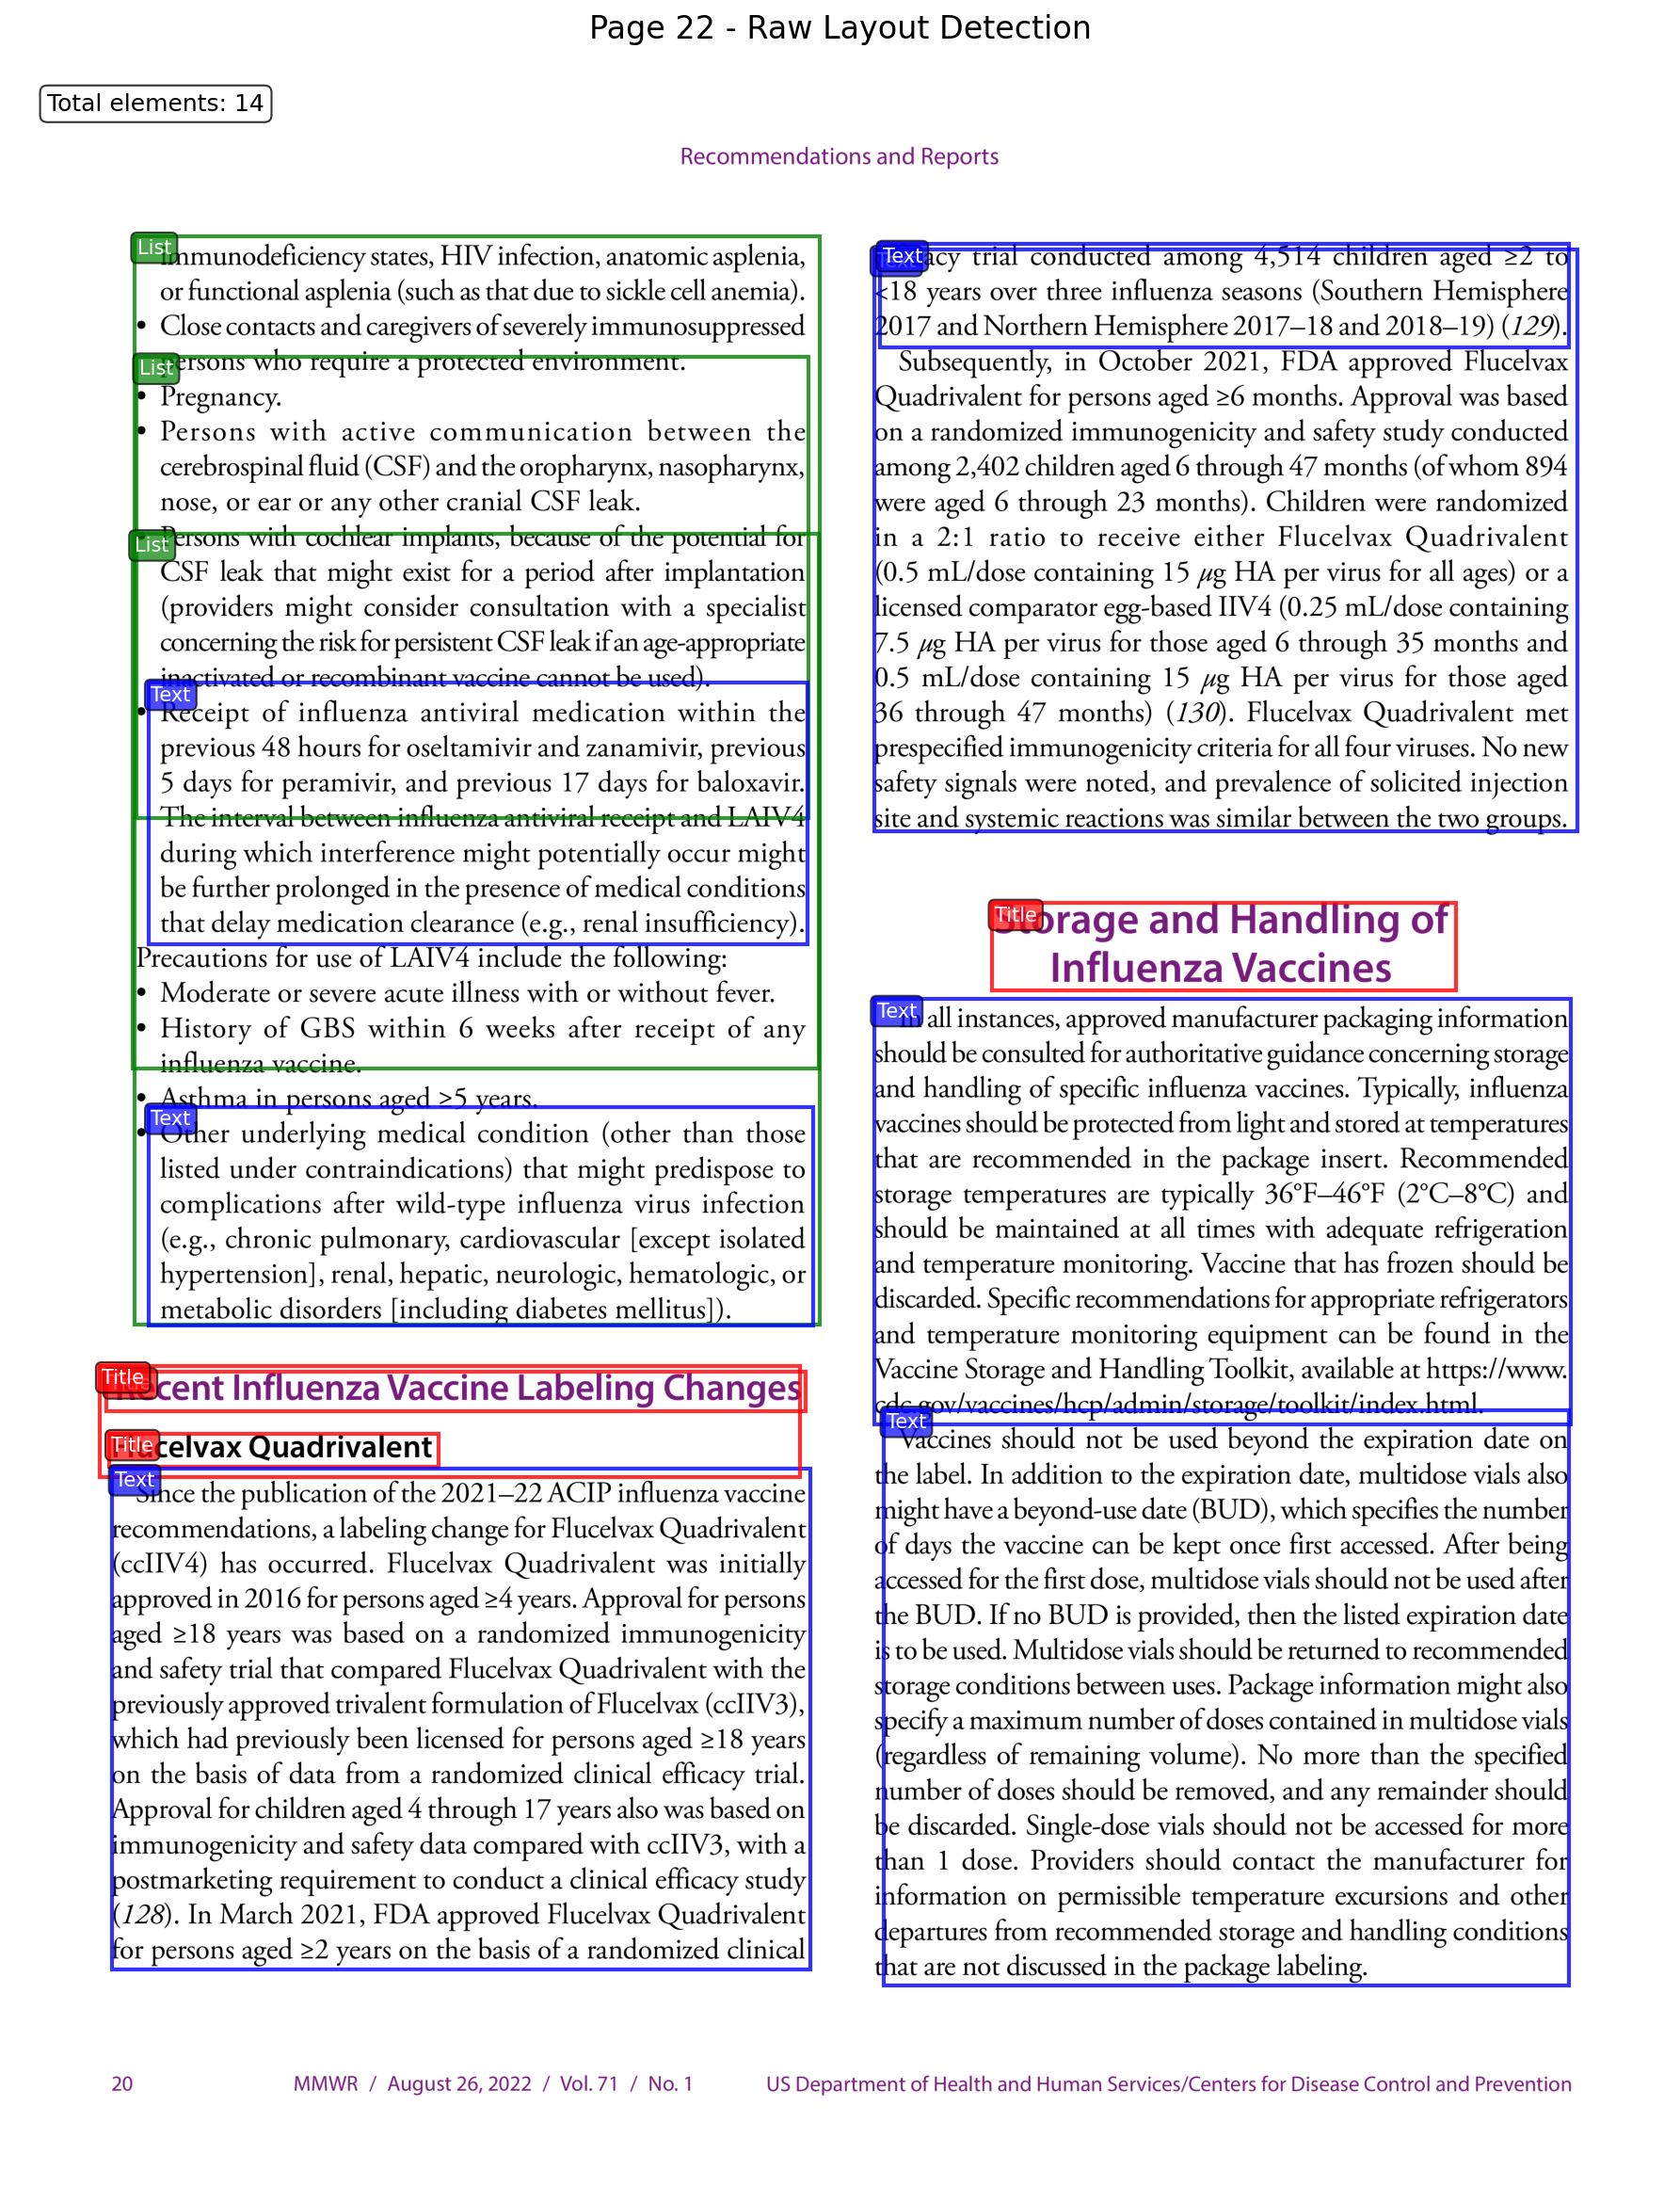 Page 22 - Raw Layout Detection
Total elements: 14
Recommendations and Reports
List
immunodeficiency states, HIV infection, anatomic asplenia,
or functional asplenia (such as that due to sickle cell anemia).
• Close contacts and caregivers of severely immunosuppressed
persons who require a protected environment.
List
• Pregnancy.
• Persons with active communication between the
cerebrospinal fluid (CSF) and the oropharynx, nasopharynx,
nose, or ear or any other cranial CSF leak.
• Persons with cochlear implants, because of the potential for
List
CSF leak that might exist for a period after implantation
(providers might consider consultation with a specialist
concerning the risk for persistent CSF leak if an age-appropriate
inactivated or recombinant vaccine cannot be used).
Text
• Receipt of influenza antiviral medication within the
previous 48 hours for oseltamivir and zanamivir, previous
5 days for peramivir, and previous 17 days for baloxavir.
The interval between influenza antiviral receipt and LAIV4
during which interference might potentially occur might
be further prolonged in the presence of medical conditions
that delay medication clearance (e.g., renal insufficiency).
Precautions for use of LAIV4 include the following:
• Moderate or severe acute illness with or without fever.
• History of GBS within 6 weeks after receipt of any
influenza vaccine.
• Asthma in persons aged ≥5 years.
Text
• Other underlying medical condition (other than those
listed under contraindications) that might predispose to
complications after wild-type influenza virus infection
(e.g., chronic pulmonary, cardiovascular [except isolated
hypertension], renal, hepatic, neurologic, hematologic, or
metabolic disorders [including diabetes mellitus]).
Title
Recent Influenza Vaccine Labeling Changes
Title
Flucelvax Quadrivalent
Text
Since the publication of the 2021–22 ACIP influenza vaccine
recommendations, a labeling change for Flucelvax Quadrivalent
(ccIIV4) has occurred. Flucelvax Quadrivalent was initially
approved in 2016 for persons aged ≥4 years. Approval for persons
aged ≥18 years was based on a randomized immunogenicity
and safety trial that compared Flucelvax Quadrivalent with the
previously approved trivalent formulation of Flucelvax (ccIIV3),
which had previously been licensed for persons aged ≥18 years
on the basis of data from a randomized clinical efficacy trial.
Approval for children aged 4 through 17 years also was based on
immunogenicity and safety data compared with ccIIV3, with a
postmarketing requirement to conduct a clinical efficacy study
(128). In March 2021, FDA approved Flucelvax Quadrivalent
for persons aged ≥2 years on the basis of a randomized clinical
Text
acy trial conducted among 4,514 children aged ≥2 to
<18 years over three influenza seasons (Southern Hemisphere
2017 and Northern Hemisphere 2017–18 and 2018–19) (129).
Subsequently, in October 2021, FDA approved Flucelvax
Quadrivalent for persons aged ≥6 months. Approval was based
on a randomized immunogenicity and safety study conducted
among 2,402 children aged 6 through 47 months (of whom 894
were aged 6 through 23 months). Children were randomized
in a 2:1 ratio to receive either Flucelvax Quadrivalent
(0.5 mL/dose containing 15 µg HA per virus for all ages) or a
licensed comparator egg-based IIV4 (0.25 mL/dose containing
7.5 µg HA per virus for those aged 6 through 35 months and
0.5 mL/dose containing 15 µg HA per virus for those aged
36 through 47 months) (130). Flucelvax Quadrivalent met
prespecified immunogenicity criteria for all four viruses. No new
safety signals were noted, and prevalence of solicited injection
site and systemic reactions was similar between the two groups.
Title
Storage and Handling of
Influenza Vaccines
Text
In all instances, approved manufacturer packaging information
should be consulted for authoritative guidance concerning storage
and handling of specific influenza vaccines. Typically, influenza
vaccines should be protected from light and stored at temperatures
that are recommended in the package insert. Recommended
storage temperatures are typically 36°F–46°F (2°C–8°C) and
should be maintained at all times with adequate refrigeration
and temperature monitoring. Vaccine that has frozen should be
discarded. Specific recommendations for appropriate refrigerators
and temperature monitoring equipment can be found in the
Vaccine Storage and Handling Toolkit, available at https://www.
cdc.gov/vaccines/hcp/admin/storage/toolkit/index.html.
Text
Vaccines should not be used beyond the expiration date on
the label. In addition to the expiration date, multidose vials also
might have a beyond-use date (BUD), which specifies the number
of days the vaccine can be kept once first accessed. After being
accessed for the first dose, multidose vials should not be used after
the BUD. If no BUD is provided, then the listed expiration date
is to be used. Multidose vials should be returned to recommended
storage conditions between uses. Package information might also
specify a maximum number of doses contained in multidose vials
(regardless of remaining volume). No more than the specified
number of doses should be removed, and any remainder should
be discarded. Single-dose vials should not be accessed for more
than 1 dose. Providers should contact the manufacturer for
information on permissible temperature excursions and other
departures from recommended storage and handling conditions
that are not discussed in the package labeling.
20 MMWR / August 26, 2022 / Vol. 71 / No. 1 US Department of Health and Human Services/Centers for Disease Control and Prevention